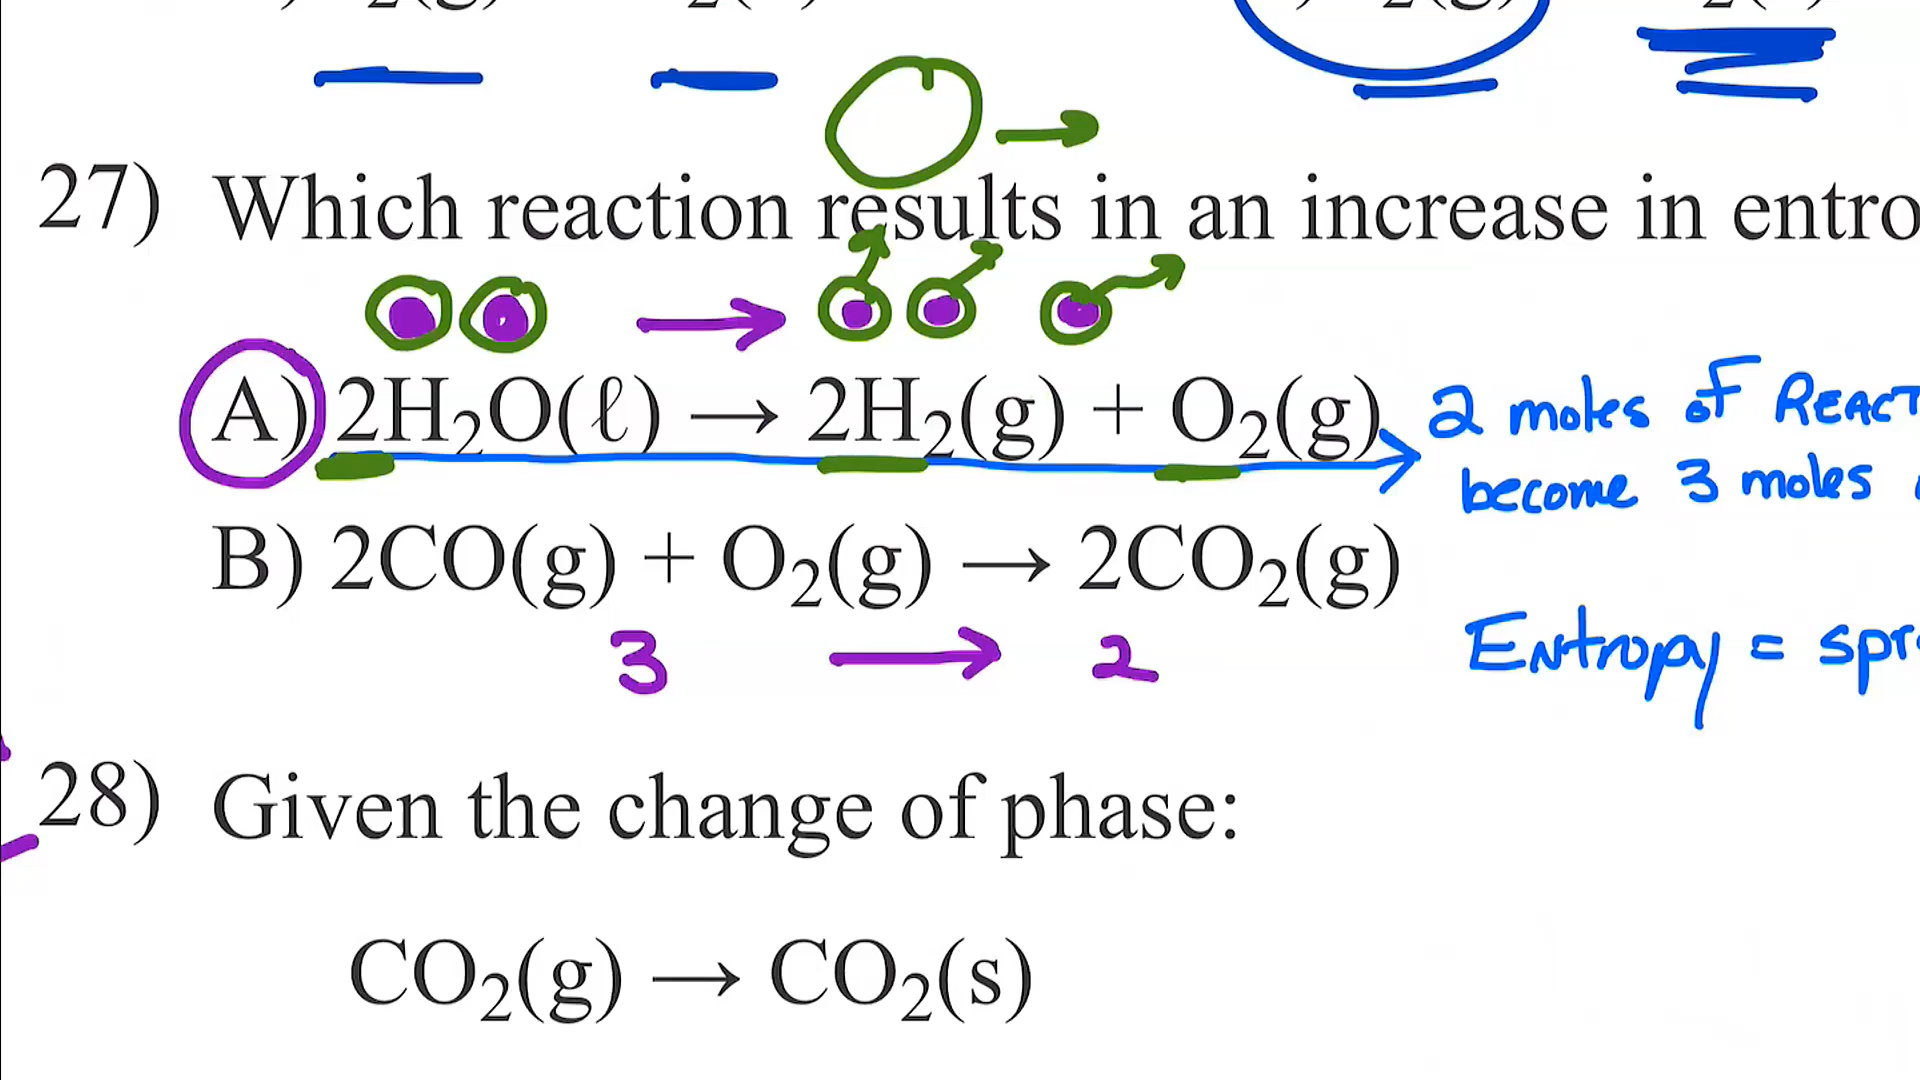 27) Which reaction results in an increase in entro
A) 2H₂O(ℓ) → 2H₂(g) + O₂(g)
2 moles of REACT
become 3 moles
B) 2CO(g) + O₂(g) → 2CO₂(g)
3 → 2
Entropy = spr
28) Given the change of phase:
CO₂(g) → CO₂(s)